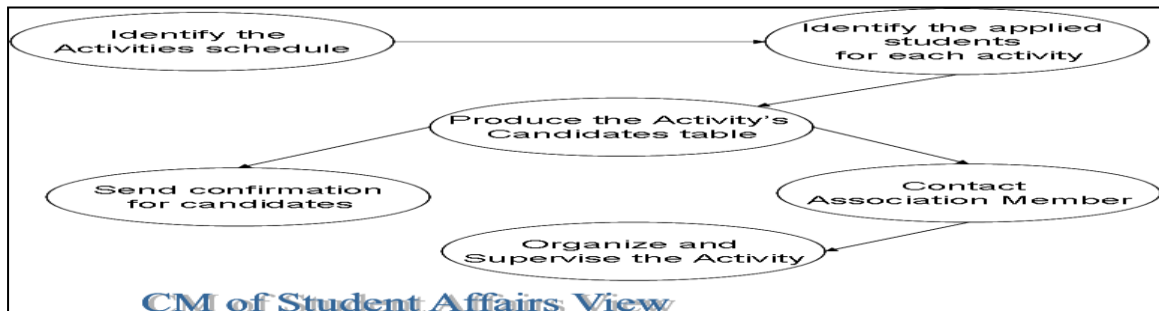 Identify the
Activities schedule
Identify the applied
students
for each activity
Produce the Activity's
Candidates table
Send confirmation
for candidates
Contact
Association Member
Organize and
Supervise the Activity
CM of Student Affairs View